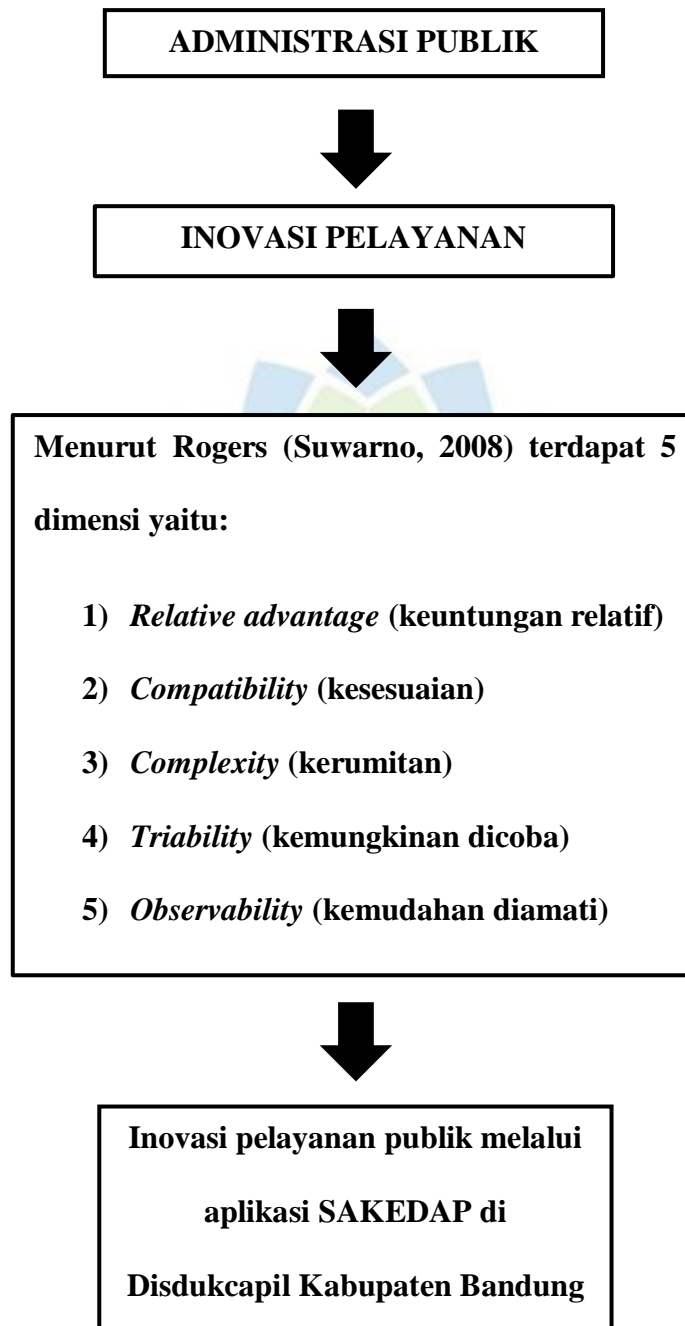 ADMINISTRASI PUBLIK
INOVASI PELAYANAN
Menurut Rogers (Suwarno, 2008) terdapat 5
dimensi yaitu:
1) Relative advantage (keuntungan relatif)
2) Compatibility (kesesuaian)
3) Complexity (kerumitan)
4) Triability (kemungkinan dicoba)
5) Observability (kemudahan diamati)
Inovasi pelayanan publik melalui
aplikasi SAKEDAP di
Disdukcapil Kabupaten Bandung